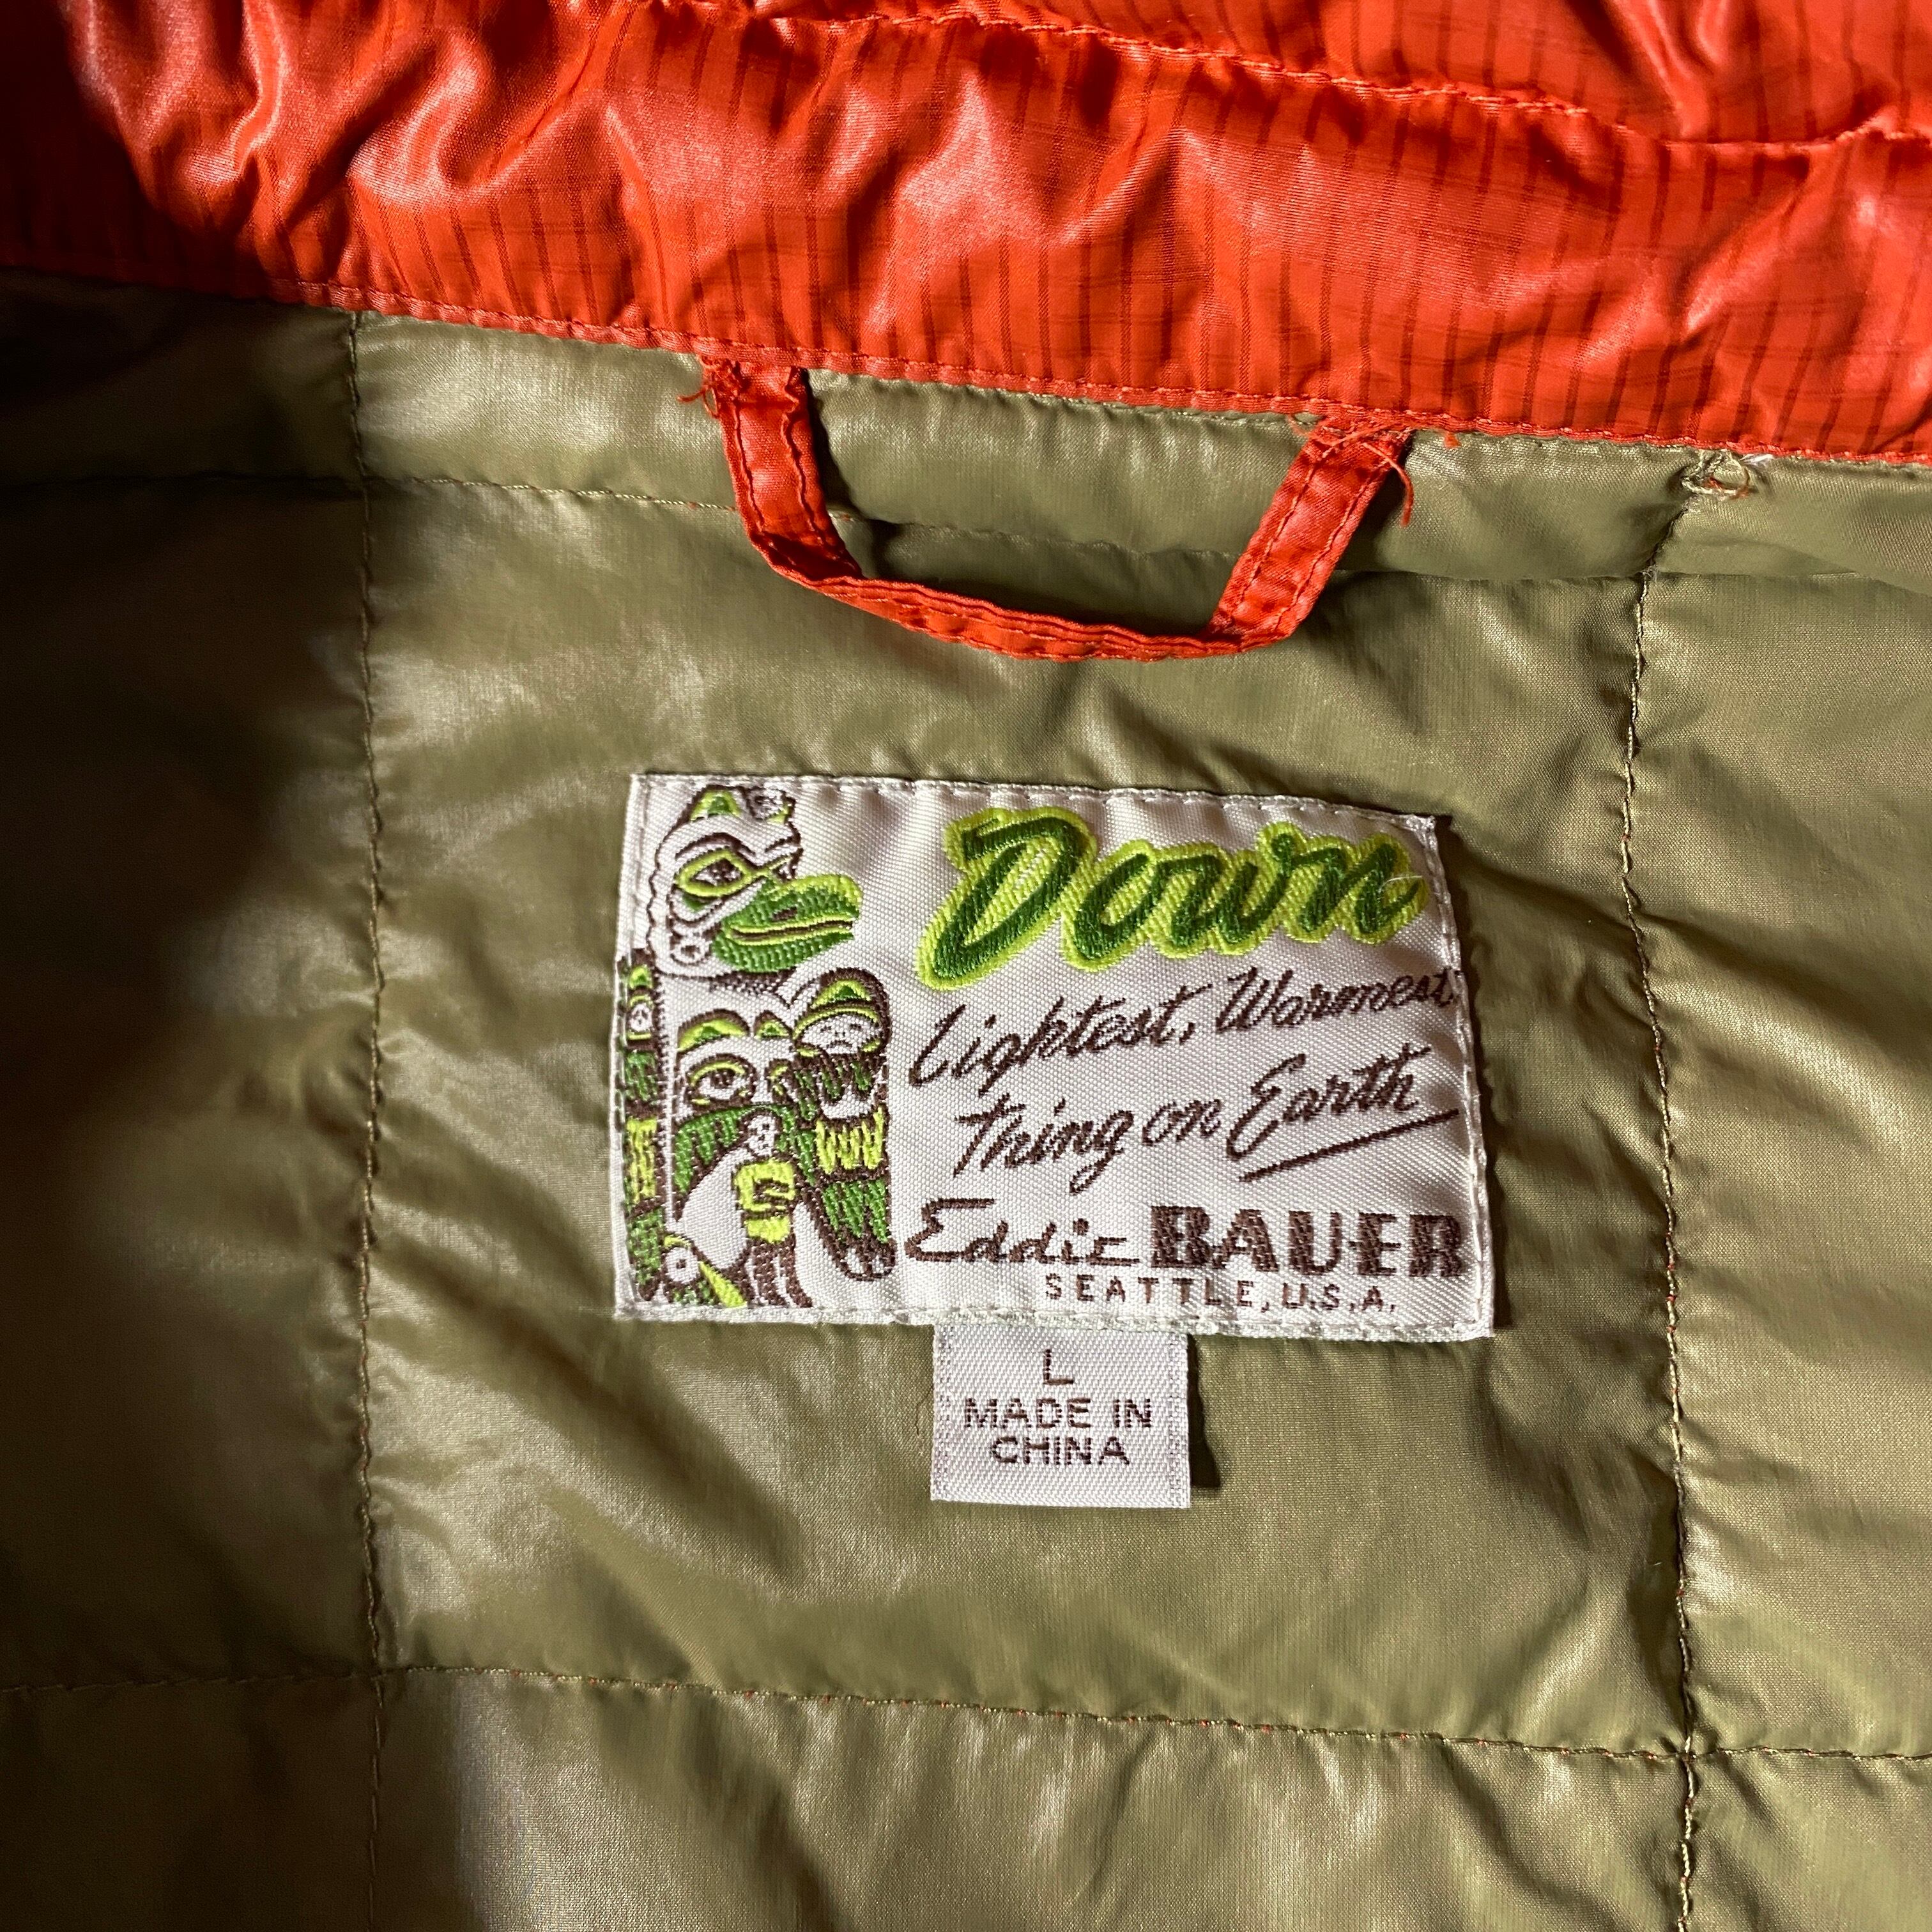 Down
Lightest, Warmest
thing on Earth
Eddie BAUER
SEATTLE, U.S.A.
L
MADE IN
CHINA